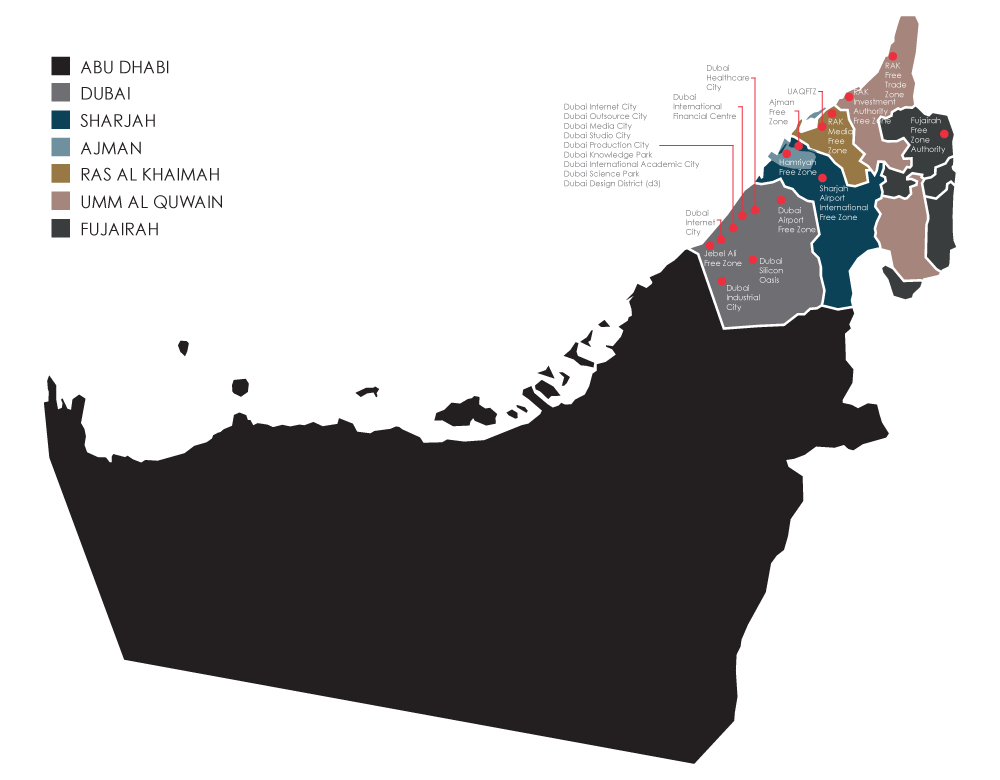 ABU DHABI
DUBAI
SHARJAH
AJMAN
RAS AL KHAIMAH
UMM AL QUWAIN
FUJAIRAH
Dubai Internet City
Dubai Outsource City
Dubai Media City
Dubai Studio City
Dubai Production City
Dubai Knowledge Park
Dubai International Academic City
Dubai Science Park
Dubai Design District (d3)
Dubai
Healthcare
City
Dubai
International
Financial Centre
UAQFTZ
Ajman
Free
Zone
RAK
Free
Trade
Zone
RAK
Investment
Authority
Free Zone
RAK
Media
Free
Zone
Fujairah
Free
Zone
Authority
Hamriyah
Free Zone
Sharjah
Airport
International
Free Zone
Dubai
Internet
City
Dubai
Airport
Free Zone
Jebel Ali
Free Zone
Dubai
Silicon
Oasis
Dubai
Industrial
City